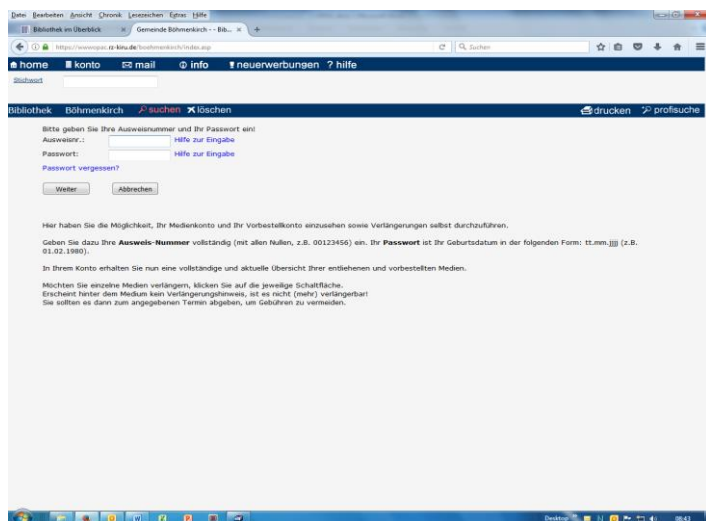 Datei Bearbeiten Ansicht Chronik Lesezeichen Extras Hilfe
Bibliothek im Überblick × Gemeinde Böhmenkirch - - Bib... × +
https://wwwopac.rz-kiru.de/boehmenkirch/index.asp Suchen
home konto mail info neuerwerbungen ? hilfe
Stichwort
Bibliothek Böhmenkirch suchen löschen drucken profisuche
Bitte geben Sie Ihre Ausweisnummer und Ihr Passwort ein!
Ausweisnr.: Hilfe zur Eingabe
Passwort: Hilfe zur Eingabe
Passwort vergessen?
Weiter Abbrechen
Hier haben Sie die Möglichkeit, Ihr Medienkonto und Ihr Vorbestellkonto einzusehen sowie Verlängerungen selbst durchzuführen.
Geben Sie dazu Ihre Ausweis-Nummer vollständig (mit allen Nullen, z.B. 00123456) ein. Ihr Passwort ist Ihr Geburtsdatum in der folgenden Form: tt.mm.jjjj (z.B.
01.02.1980).
In Ihrem Konto erhalten Sie nun eine vollständige und aktuelle Übersicht Ihrer entliehenen und vorbestellten Medien.
Möchten Sie einzelne Medien verlängern, klicken Sie auf die jeweilige Schaltfläche.
Erscheint hinter dem Medium kein Verlängerungshinweis, ist es nicht (mehr) verlängerbar!
Sie sollten es dann zum angegebenen Termin abgeben, um Gebühren zu vermeiden.
Desktop 08:43